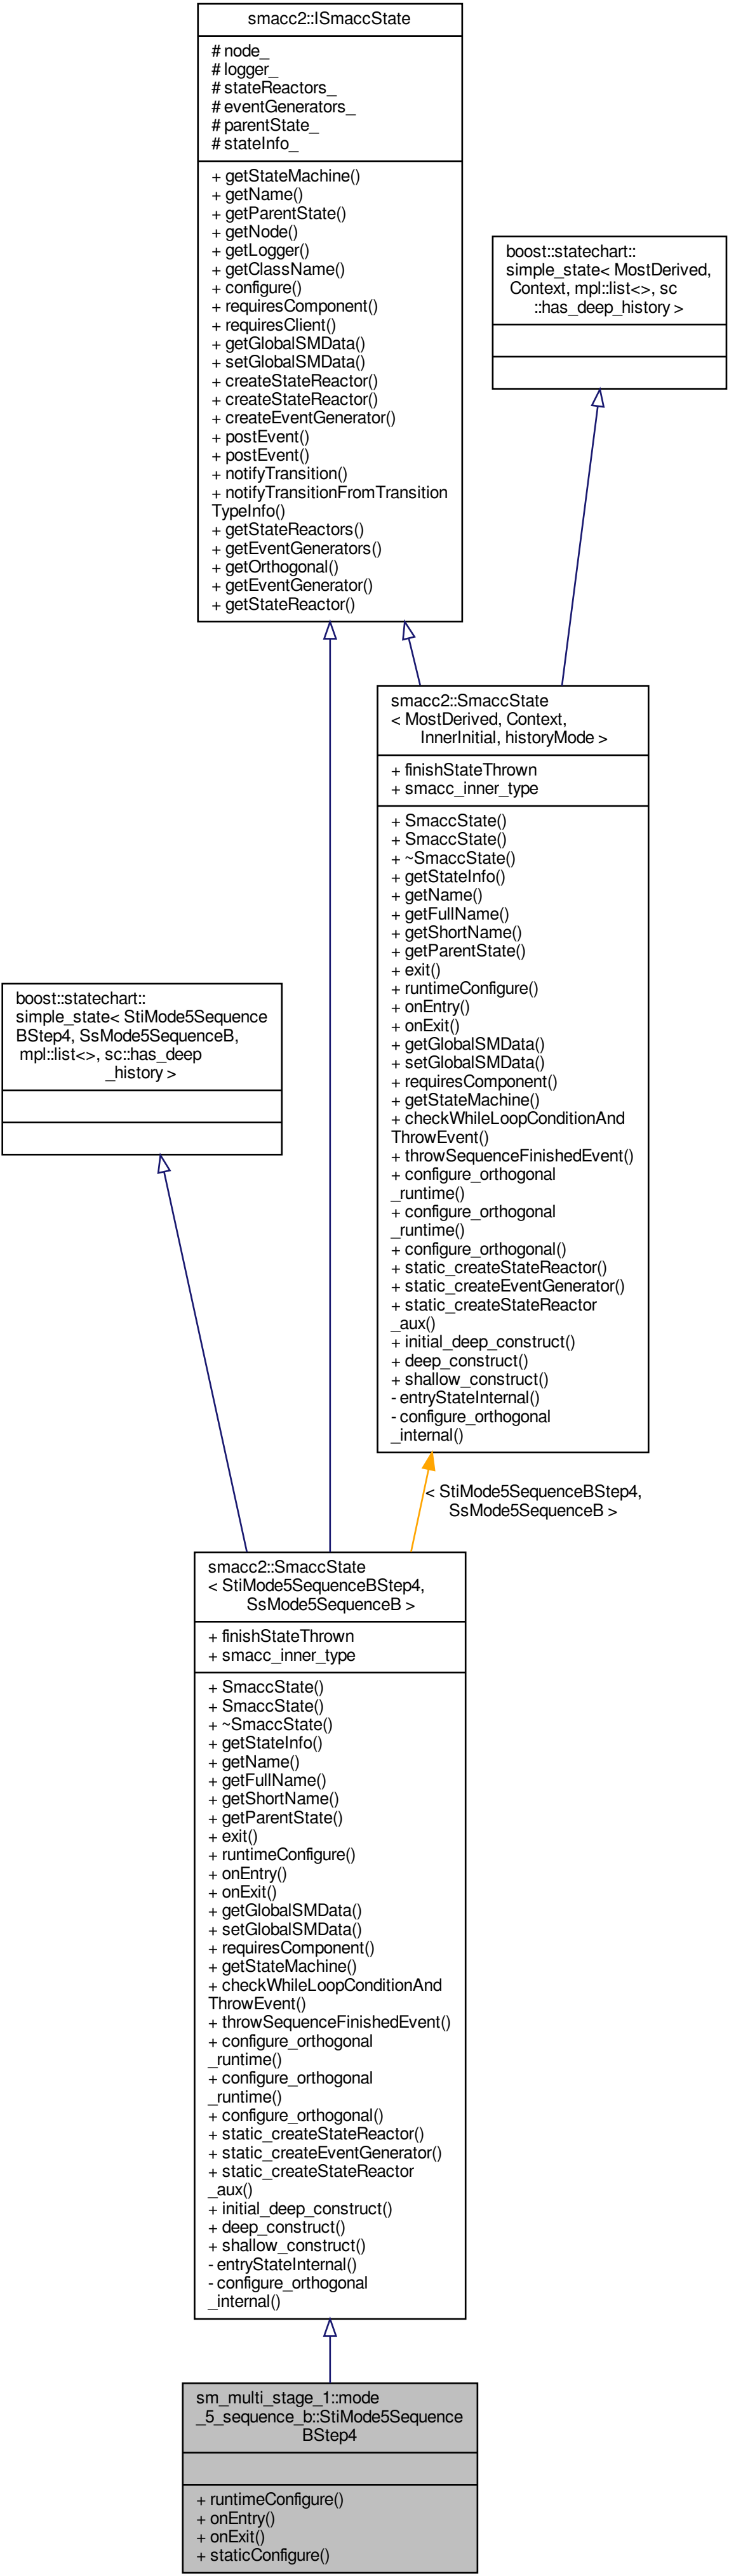 smacc2::ISmaccState
# node_
# logger_
# stateReactors_
# eventGenerators_
# parentState_
# stateInfo_
+ getStateMachine()
+ getName()
+ getParentState()
+ getNode()
+ getLogger()
+ getClassName()
+ configure()
+ requiresComponent()
+ requiresClient()
+ getGlobalSMData()
+ setGlobalSMData()
+ createStateReactor()
+ createStateReactor()
+ createEventGenerator()
+ postEvent()
+ postEvent()
+ notifyTransition()
+ notifyTransitionFromTransition
TypeInfo()
+ getStateReactors()
+ getEventGenerators()
+ getOrthogonal()
+ getEventGenerator()
+ getStateReactor()
boost::statechart::
simple_state< MostDerived,
Context, mpl::list<>, sc
::has_deep_history >
smacc2::SmaccState
< MostDerived, Context,
InnerInitial, historyMode >
+ finishStateThrown
+ smacc_inner_type
+ SmaccState()
+ SmaccState()
+ ~SmaccState()
+ getStateInfo()
+ getName()
+ getFullName()
+ getShortName()
+ getParentState()
+ exit()
+ runtimeConfigure()
+ onEntry()
+ onExit()
+ getGlobalSMData()
+ setGlobalSMData()
+ requiresComponent()
+ getStateMachine()
+ checkWhileLoopConditionAnd
ThrowEvent()
+ throwSequenceFinishedEvent()
+ configure_orthogonal
_runtime()
+ configure_orthogonal
_runtime()
+ configure_orthogonal()
+ static_createStateReactor()
+ static_createEventGenerator()
+ static_createStateReactor
_aux()
+ initial_deep_construct()
+ deep_construct()
+ shallow_construct()
- entryStateInternal()
- configure_orthogonal
_internal()
boost::statechart::
simple_state< StiMode5Sequence
BStep4, SsMode5SequenceB,
mpl::list<>, sc::has_deep
_history >
< StiMode5SequenceBStep4,
SsMode5SequenceB >
smacc2::SmaccState
< StiMode5SequenceBStep4,
SsMode5SequenceB >
+ finishStateThrown
+ smacc_inner_type
+ SmaccState()
+ SmaccState()
+ ~SmaccState()
+ getStateInfo()
+ getName()
+ getFullName()
+ getShortName()
+ getParentState()
+ exit()
+ runtimeConfigure()
+ onEntry()
+ onExit()
+ getGlobalSMData()
+ setGlobalSMData()
+ requiresComponent()
+ getStateMachine()
+ checkWhileLoopConditionAnd
ThrowEvent()
+ throwSequenceFinishedEvent()
+ configure_orthogonal
_runtime()
+ configure_orthogonal
_runtime()
+ configure_orthogonal()
+ static_createStateReactor()
+ static_createEventGenerator()
+ static_createStateReactor
_aux()
+ initial_deep_construct()
+ deep_construct()
+ shallow_construct()
- entryStateInternal()
- configure_orthogonal
_internal()
sm_multi_stage_1::mode
_5_sequence_b::StiMode5Sequence
BStep4
+ runtimeConfigure()
+ onEntry()
+ onExit()
+ staticConfigure()